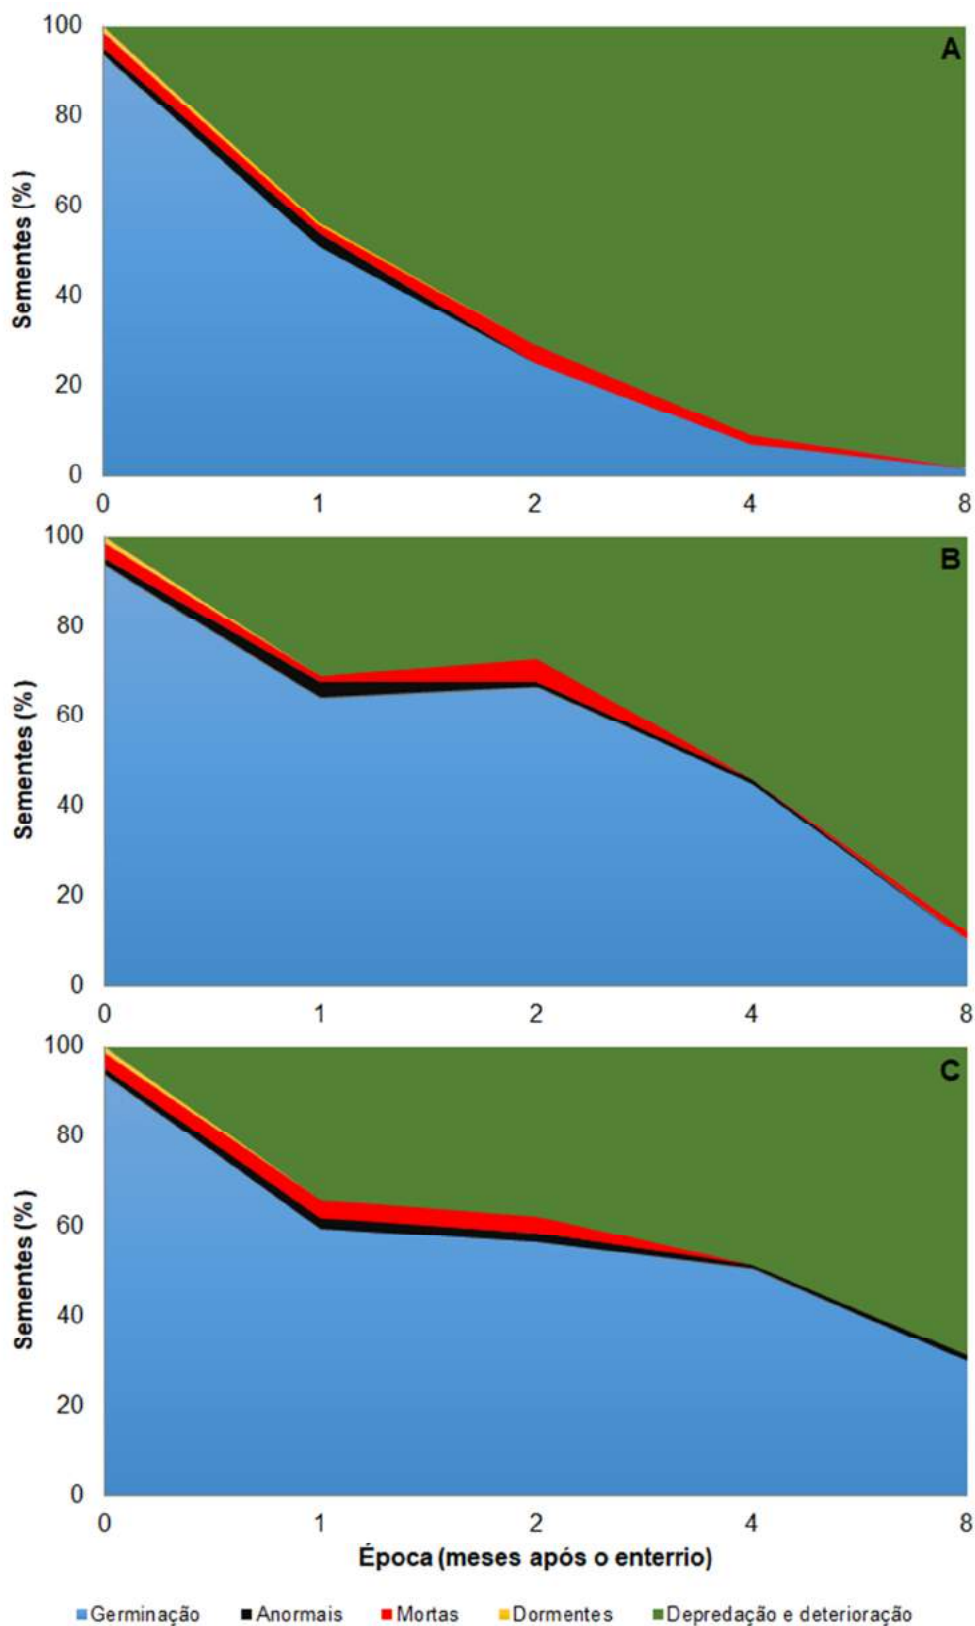 100
A
80
60
40
20
0
Sementes (%)
0 1 2 4 8
100
B
80
60
40
20
0
Sementes (%)
0 1 2 4 8
100
C
80
60
40
20
0
Sementes (%)
0 1 2 4 8
Época (meses após o enterrio)
Germinação Anormais Mortas Dormentes Depredação e deterioração